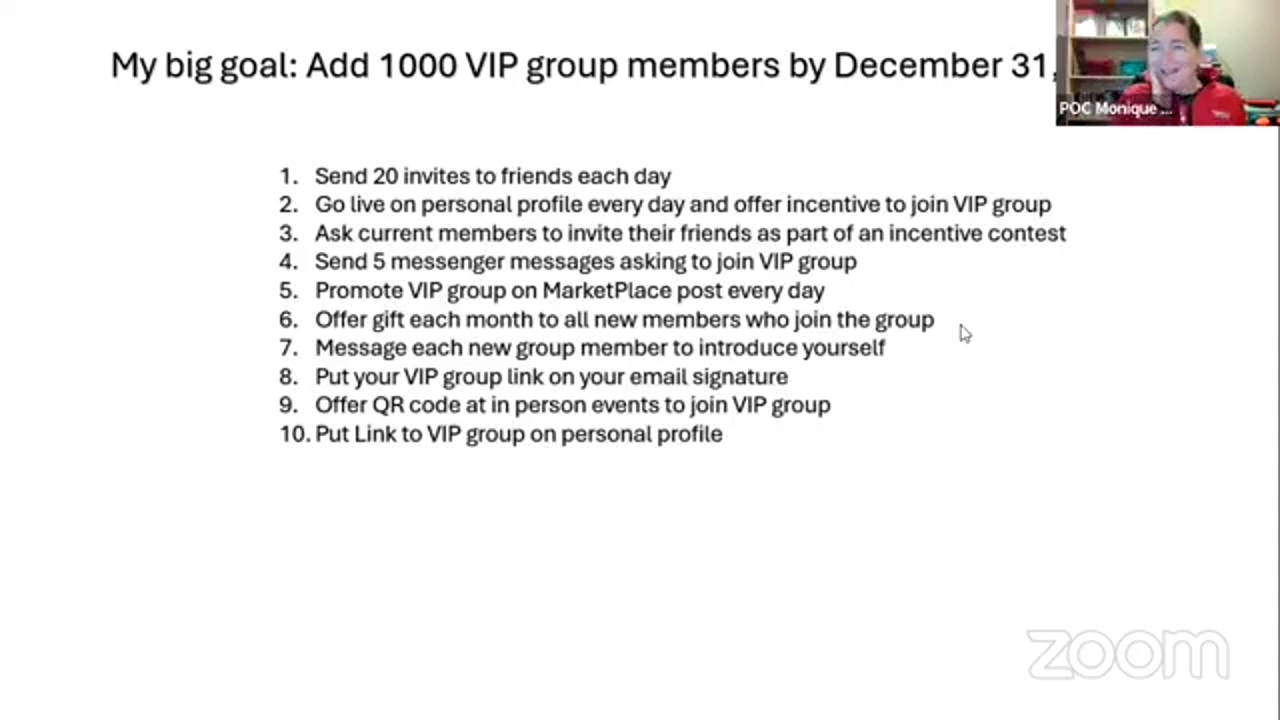 My big goal: Add 1000 VIP group members by December 31,
POC Monique ...
1. Send 20 invites to friends each day
2. Go live on personal profile every day and offer incentive to join VIP group
3. Ask current members to invite their friends as part of an incentive contest
4. Send 5 messenger messages asking to join VIP group
5. Promote VIP group on MarketPlace post every day
6. Offer gift each month to all new members who join the group
7. Message each new group member to introduce yourself
8. Put your VIP group link on your email signature
9. Offer QR code at in person events to join VIP group
10. Put Link to VIP group on personal profile
zoom